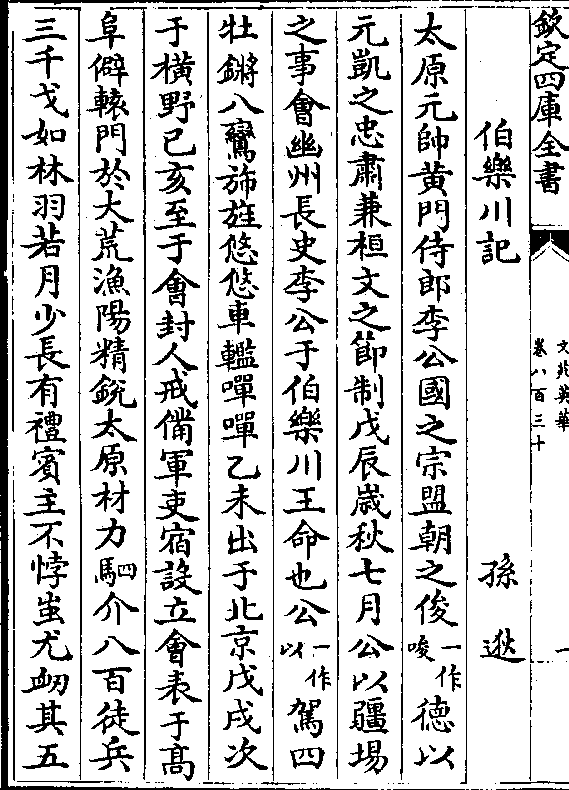 欽定四庫全書
文苑英華
卷八百三十
一
伯樂川記
孫逖
太原元帥黃門侍郎李公國之宗盟朝之俊一作唆德以
元凱之忠肅兼桓文之節制戊辰歲秋七月公以疆場
之事會幽州長史李公于伯樂川王命也公一作以駕四
牡鏘八鸞旆旌悠悠車轞嘽嘽乙未出于北京戊戌次
于橫野己亥至于會封人戒備軍吏宿設立會表于高
阜僻轅門於大荒漁陽精銳太原材力駟介八百徒兵
三千戈如林羽若月少長有禮賓主不悖蚩尤衂其五